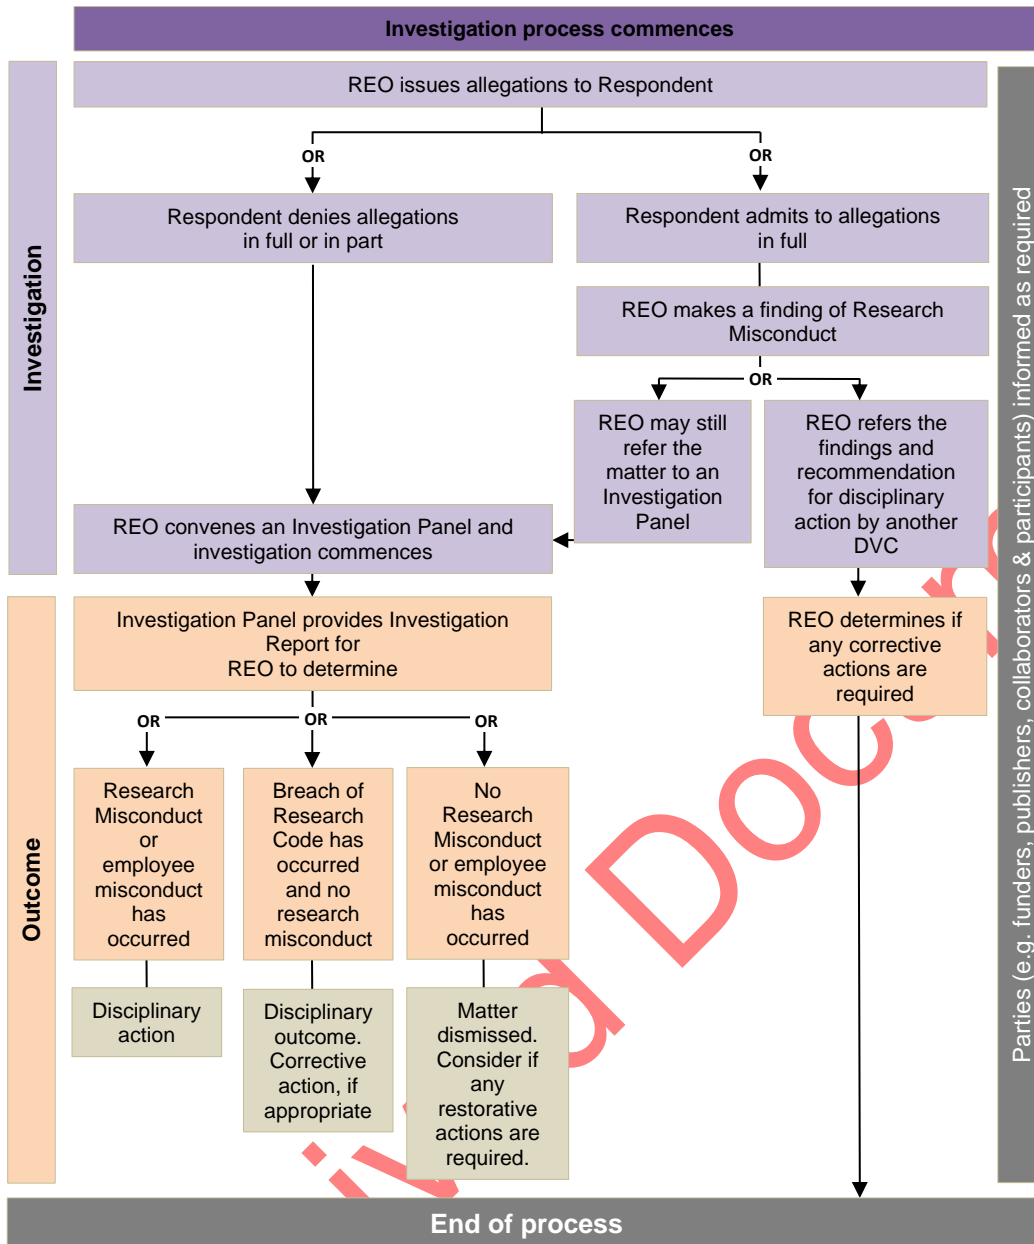 Investigation process commences
REO issues allegations to Respondent
OR
OR
Respondent denies allegations
in full or in part
Respondent admits to allegations
in full
REO makes a finding of Research
Misconduct
OR
REO may still
refer the
matter to an
Investigation
Panel
REO refers the
findings and
recommendation
for disciplinary
action by another
DVC
REO convenes an Investigation Panel and
investigation commences
Investigation
Investigation Panel provides Investigation
Report for
REO to determine
REO determines if
any corrective
actions are
required
OR
OR
OR
Research
Misconduct
or
employee
misconduct
has
occurred
Breach of
Research
Code has
occurred
and no
research
misconduct
No
Research
Misconduct
or employee
misconduct
has
occurred
Disciplinary
action
Disciplinary
outcome.
Corrective
action, if
appropriate
Matter
dismissed.
Consider if
any
restorative
actions are
required.
Outcome
Parties (e.g. funders, publishers, collaborators & participants) informed as required
End of process